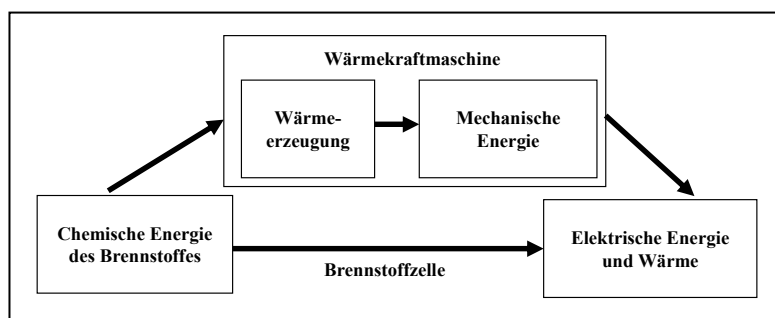 Wärmekraftmaschine
Wärme-
erzeugung
Mechanische
Energie
Chemische Energie
des Brennstoffes
Brennstoffzelle
Elektrische Energie
und Wärme